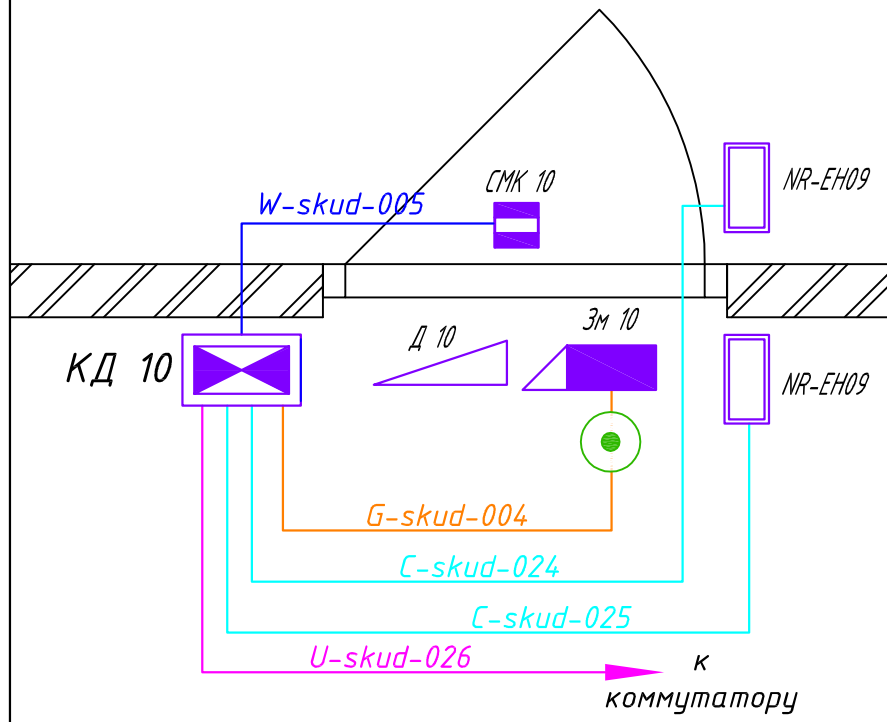 СМК 10
NR-EH09
W-skud-005
Зм 10
Д 10
КД 10
NR-EH09
G-skud-004
C-skud-024
C-skud-025
U-skud-026
к
коммутатору